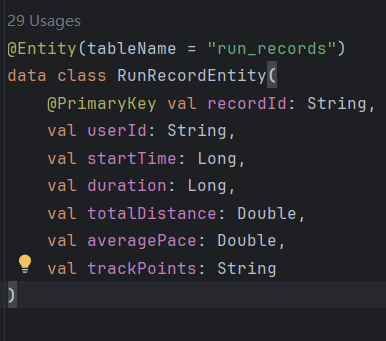 29 Usages
@Entity(tableName = "run_records")
data class RunRecordEntity(
    @PrimaryKey val recordId: String,
    val userId: String,
    val startTime: Long,
    val duration: Long,
    val totalDistance: Double,
    val averagePace: Double,
    val trackPoints: String
)